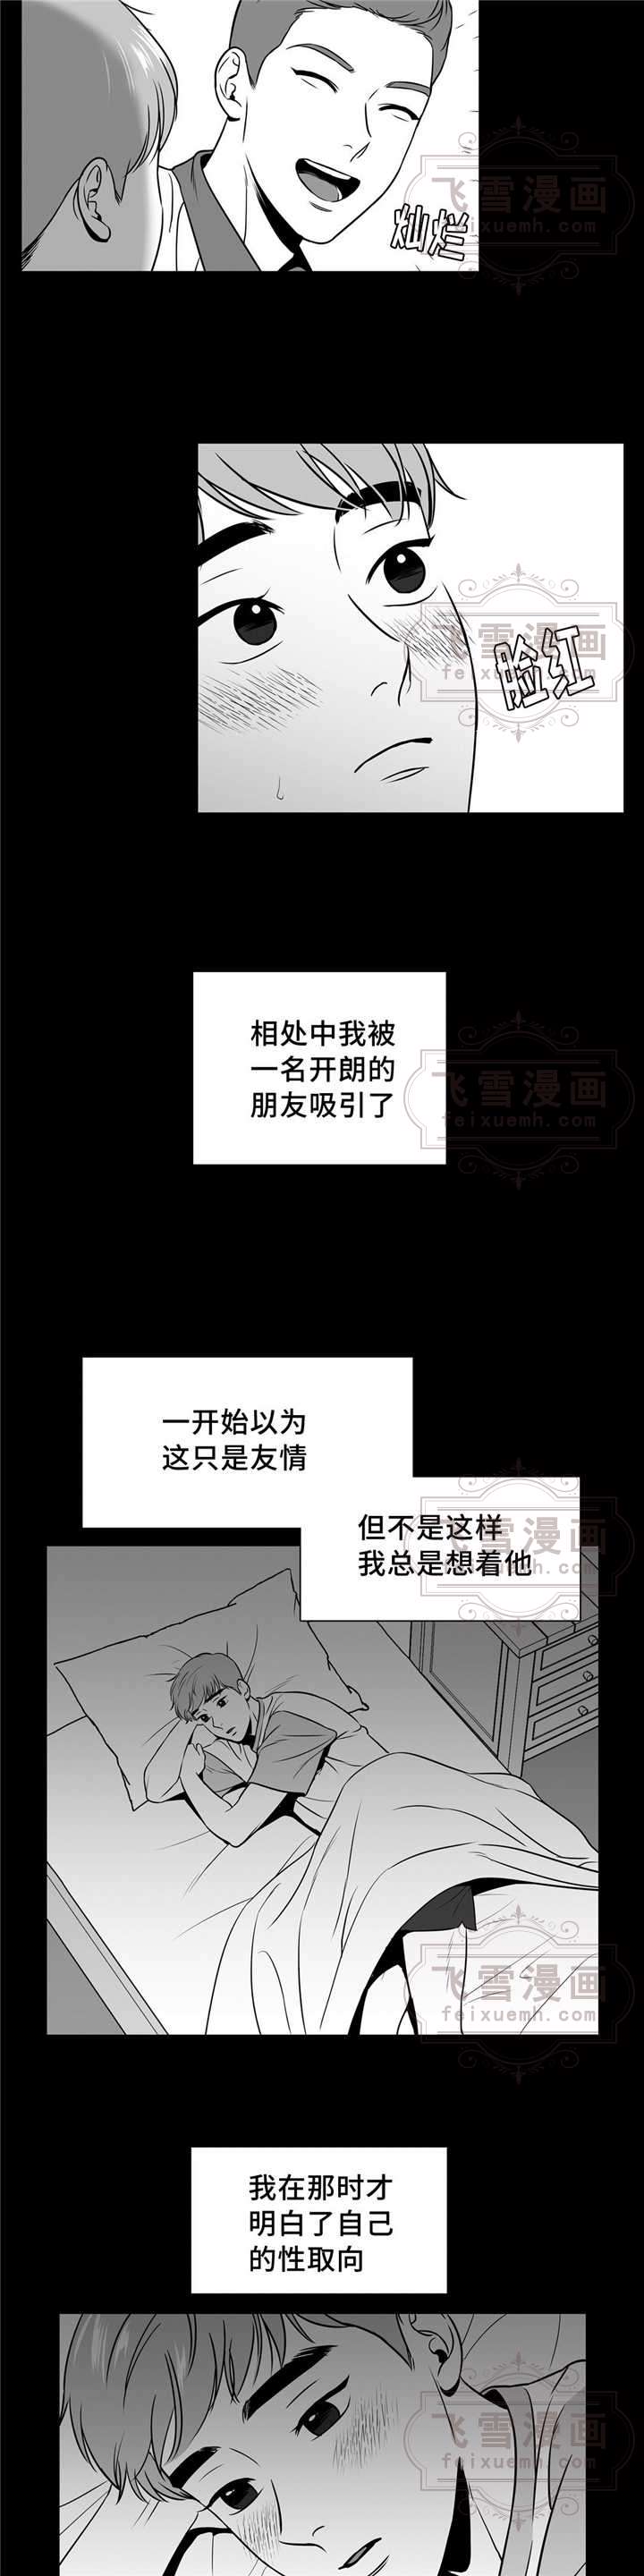 飞雪漫画
feixuemh.com
灿烂
飞雪漫画
feixuemh.com
脸红
相处中我被
一名开朗的
朋友吸引了
飞雪漫画
feixuemh.com
一开始以为
这只是友情
但不是这样
我总是想着他
飞雪漫画
feixuemh.com
飞雪漫画
feixuemh.com
我在那时才
明白了自己
的性取向
飞雪漫画
feixuemh.com